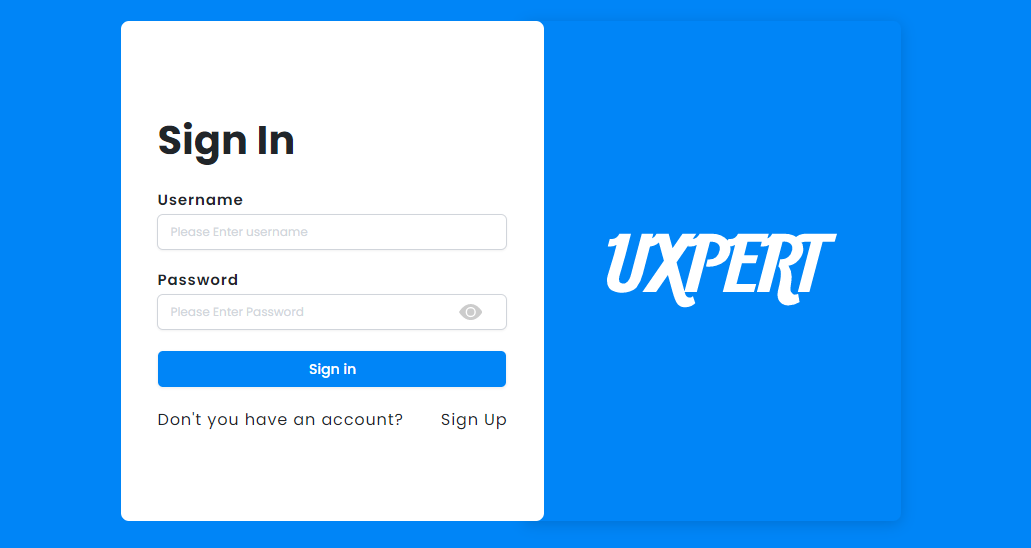 Sign In
Username
Please Enter username
Password
Please Enter Password
Sign in
Don't you have an account? Sign Up
UXPERT